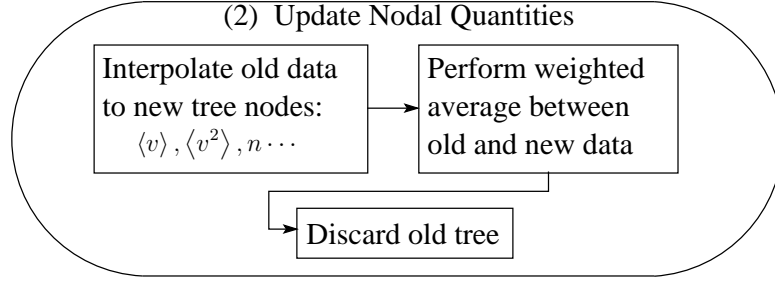 (2) Update Nodal Quantities
Interpolate old data
to new tree nodes:
⟨v⟩ , ⟨v²⟩ , n ⋯
Perform weighted
average between
old and new data
Discard old tree